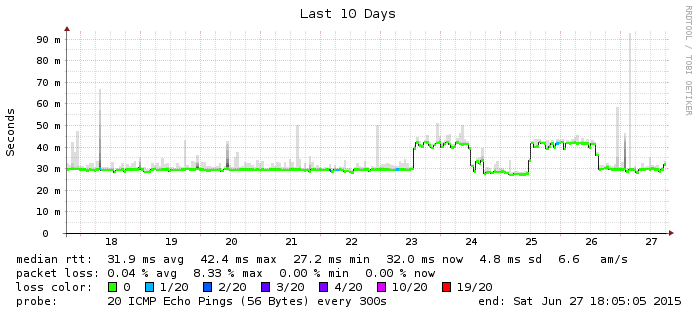 Last 10 Days
RRDTOOL / TOBI OETIKER
Seconds
90 m
80 m
70 m
60 m
50 m
40 m
30 m
20 m
10 m
0
18 19 20 21 22 23 24 25 26 27
median rtt: 31.9 ms avg 42.4 ms max 27.2 ms min 32.0 ms now 4.8 ms sd 6.6 am/s
packet loss: 0.04 % avg 8.33 % max 0.00 % min 0.00 % now
loss color: 0 1/20 2/20 3/20 4/20 10/20 19/20
probe: 20 ICMP Echo Pings (56 Bytes) every 300s end: Sat Jun 27 18:05:05 2015